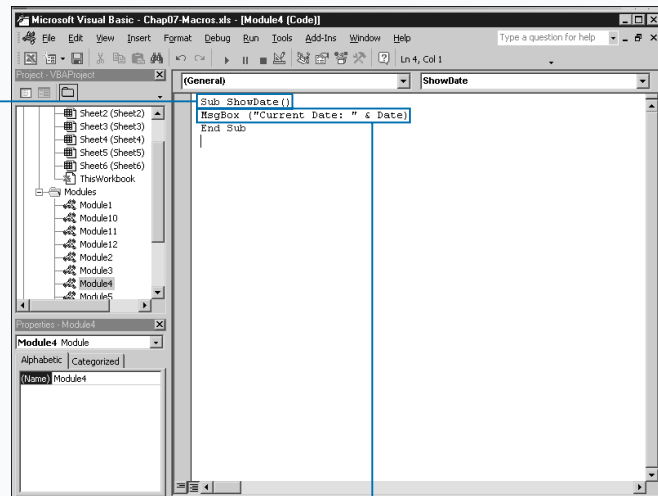 Microsoft Visual Basic - Chap07-Macros.xls - [Module4 (Code)]
File Edit View Insert Format Debug Run Tools Add-Ins Window Help Type a question for help
Ln 4, Col 1
Project - VBAProject
(General) ShowDate
Sub ShowDate()
MsgBox ("Current Date: " & Date)
End Sub
Sheet2 (Sheet2)
Sheet3 (Sheet3)
Sheet4 (Sheet4)
Sheet5 (Sheet5)
Sheet6 (Sheet6)
ThisWorkbook
Modules
Module1
Module10
Module11
Module12
Module2
Module3
Module4
Module5
Properties - Module4
Module4 Module
Alphabetic Categorized
(Name) Module4